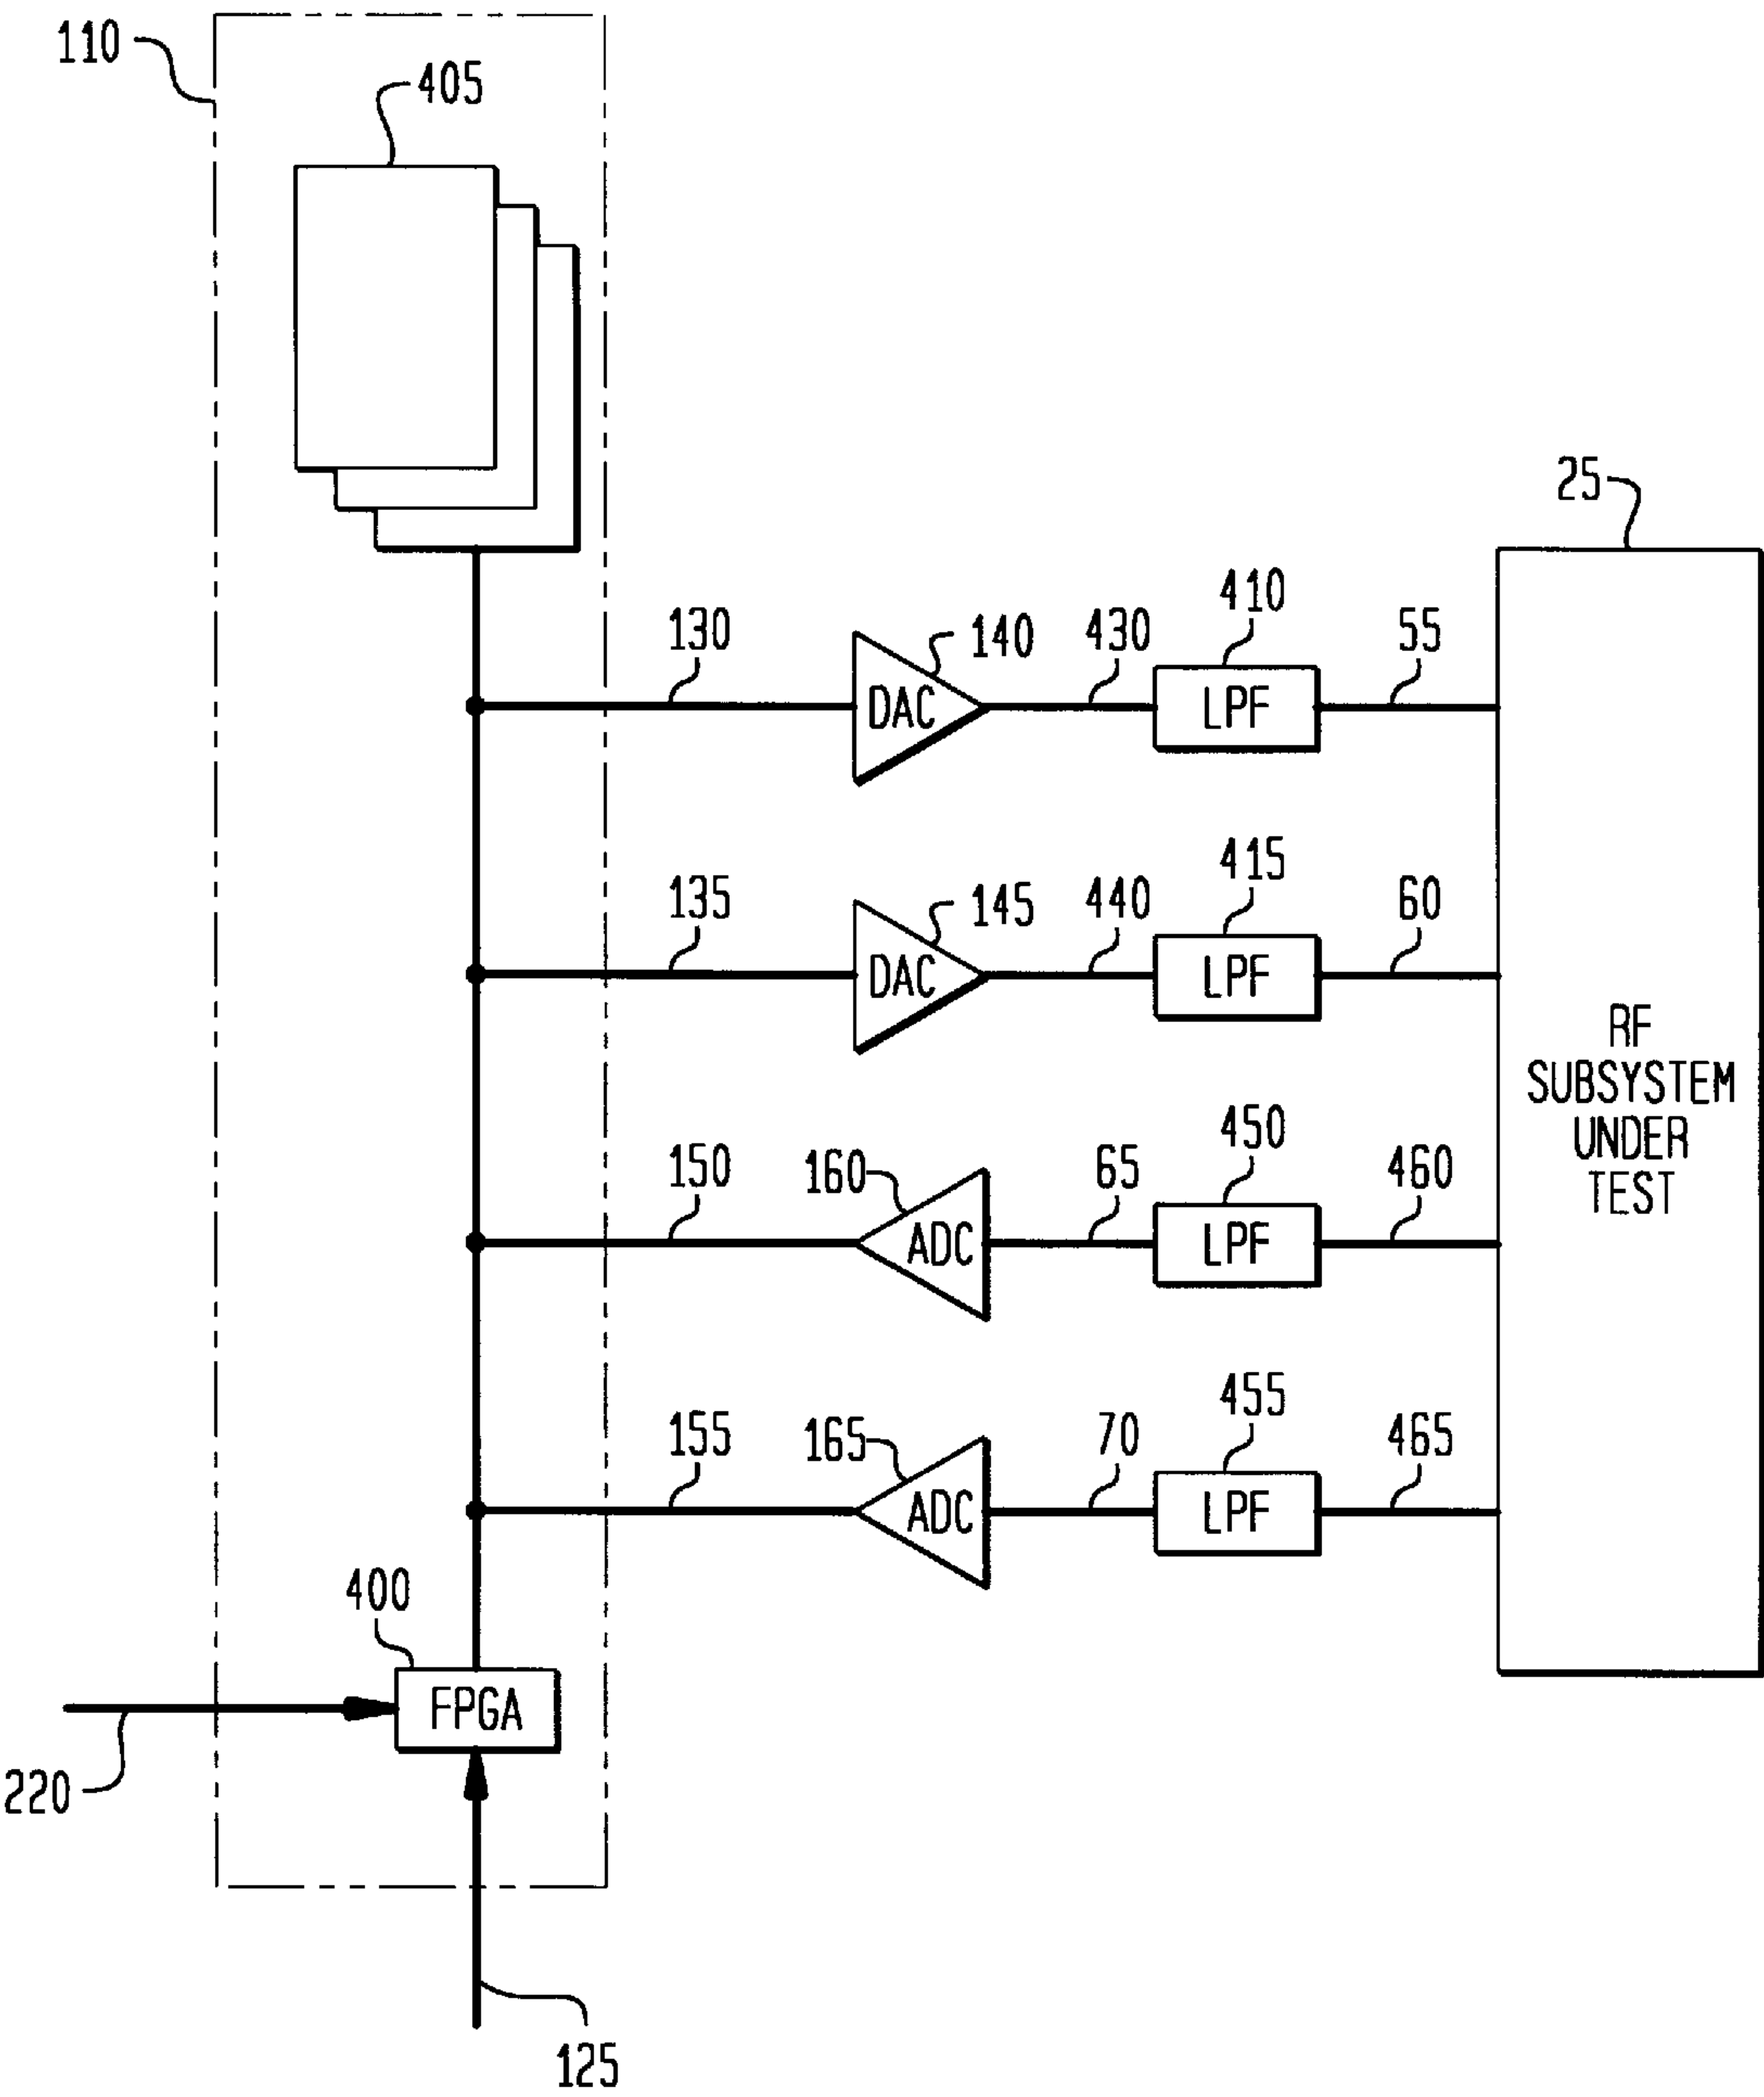 110
405
25
130
140
430
410
55
DAC
LPF
135
145
440
415
60
DAC
LPF
RF
SUBSYSTEM
UNDER
TEST
150
160
65
450
460
ADC
LPF
155
165
70
455
465
ADC
LPF
400
FPGA
220
125